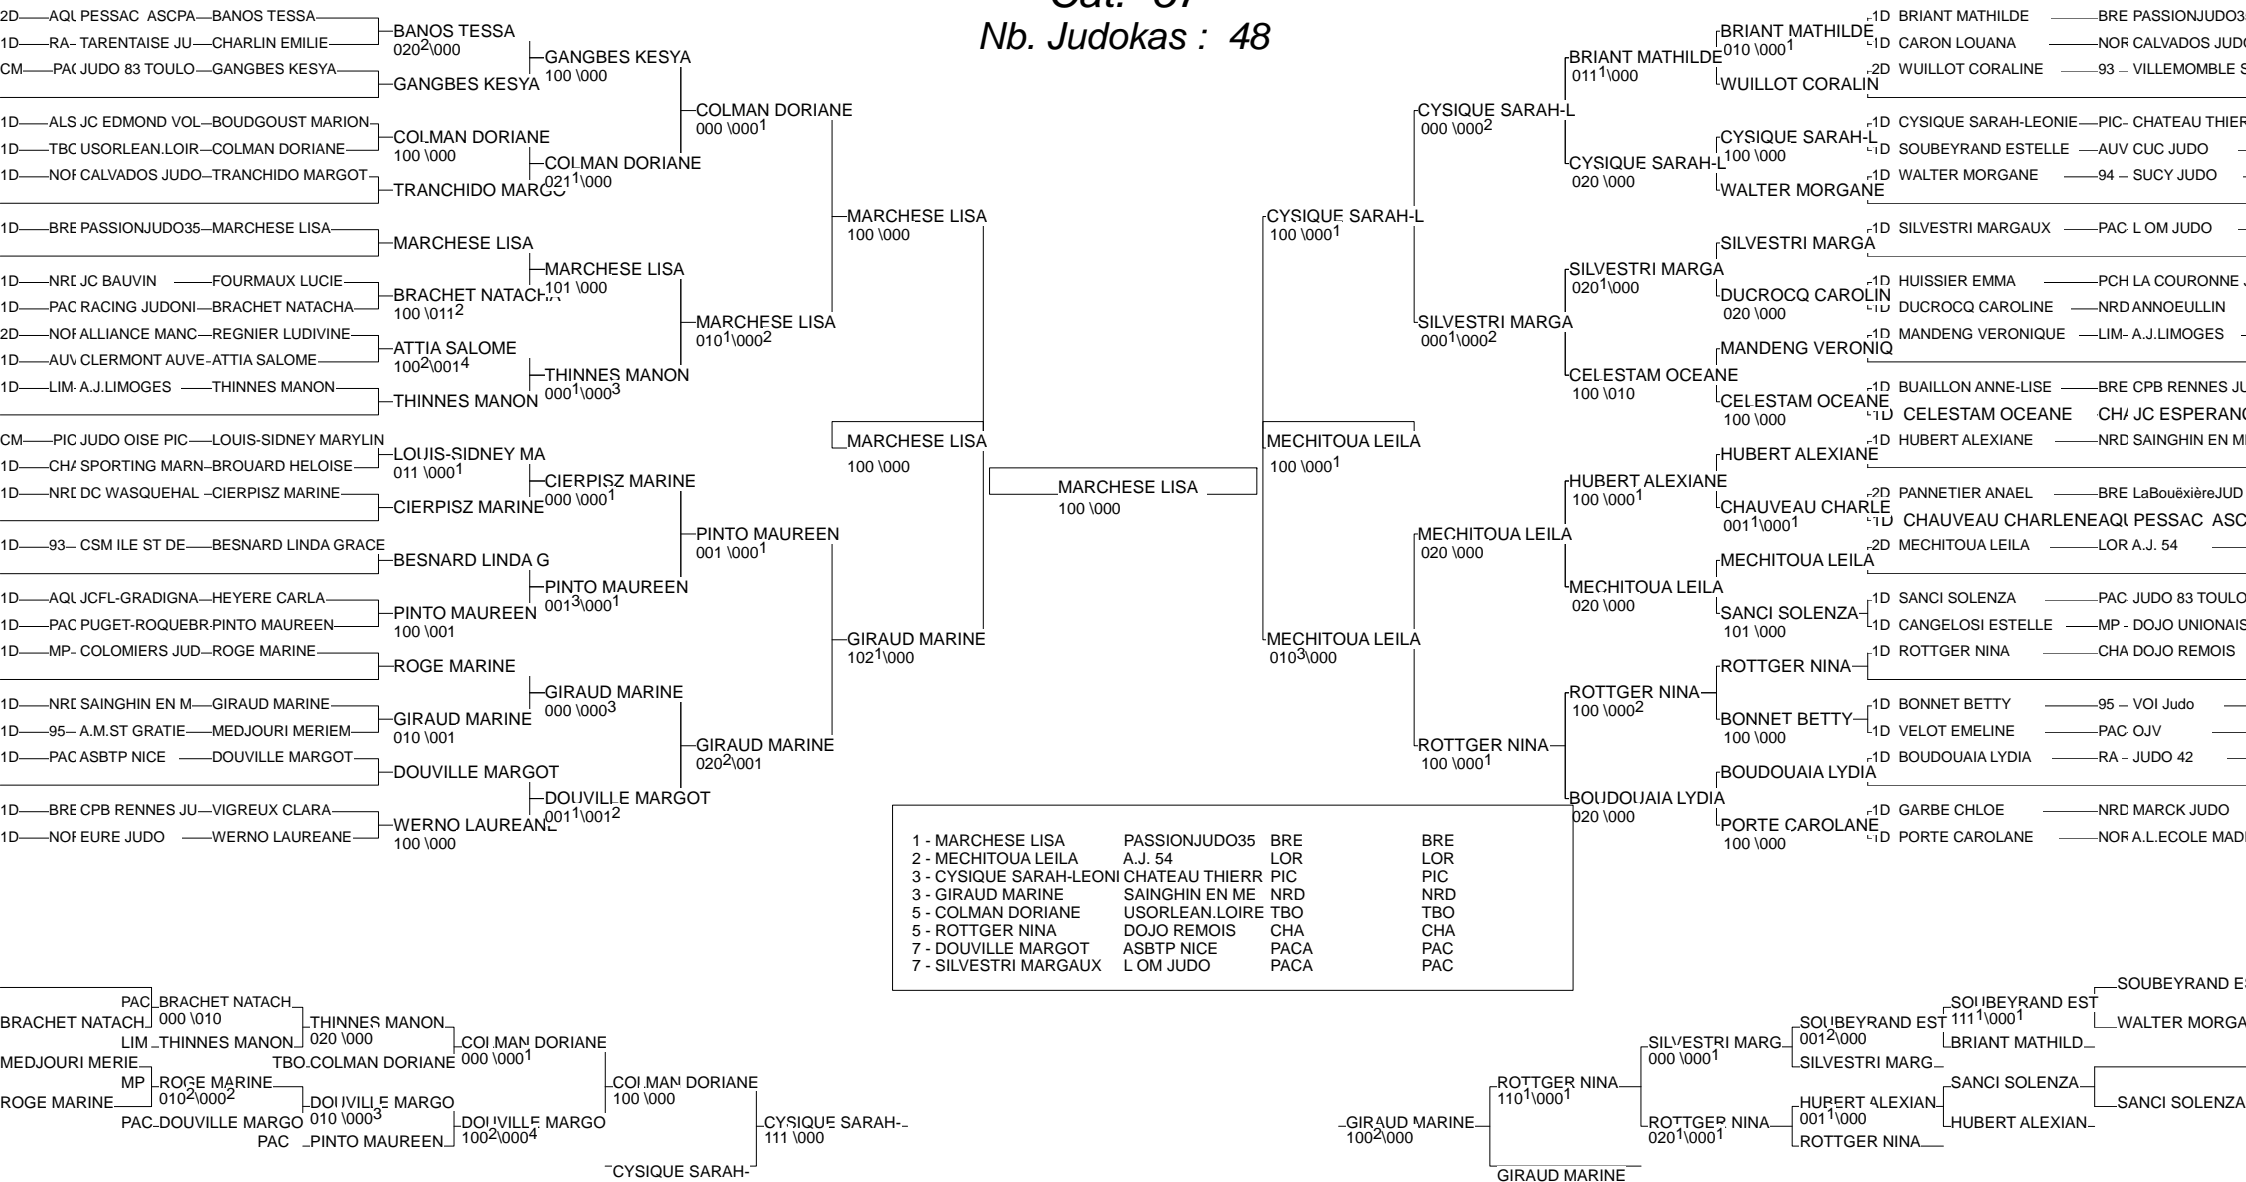 Nb. Judokas : 48
2D AQU PESSAC ASCPA BANOS TESSA
1D RA- TARENTAISE JU CHARLIN EMILIE
CM PAC JUDO 83 TOULO GANGBES KESYA
1D ALS JC EDMOND VOL BOUDGOUST MARION
1D TBO USORLEAN.LOIR COLMAN DORIANE
1D NOR CALVADOS JUDO TRANCHIDO MARGOT
1D BRE PASSIONJUDO35 MARCHESE LISA
1D NRD JC BAUVIN FOURMAUX LUCIE
1D PAC RACING JUDONI BRACHET NATACHA
2D NOR ALLIANCE MANC REGNIER LUDIVINE
1D AUV CLERMONT AUVE ATTIA SALOME
1D LIM- A.J.LIMOGES THINNES MANON
CM PIC JUDO OISE PIC LOUIS-SIDNEY MARYLIN
1D CHA SPORTING MARN BROUARD HELOISE
1D NRD DC WASQUEHAL CIERPISZ MARINE
1D 93 CSM ILE ST DE BESNARD LINDA GRACE
1D AQU JCFL-GRADIGNA HEYERE CARLA
1D PAC PUGET-ROQUEBR PINTO MAUREEN
1D MP- COLOMIERS JUD ROGE MARINE
1D NRD SAINGHIN EN M GIRAUD MARINE
1D 95 A.M.ST GRATIE MEDJOURI MERIEM
1D PAC ASBTP NICE DOUVILLE MARGOT
1D BRE CPB RENNES JU VIGREUX CLARA
1D NOR EURE JUDO WERNO LAUREANE
BANOS TESSA
020²\000
GANGBES KESYA
COLMAN DORIANE
100 \000
TRANCHIDO MARGO
MARCHESE LISA
BRACHET NATACHA
100 \011²
ATTIA SALOME
100²\001⁴
THINNES MANON
LOUIS-SIDNEY MA
011 \000¹
CIERPISZ MARINE
BESNARD LINDA G
PINTO MAUREEN
100 \001
ROGE MARINE
GIRAUD MARINE
010 \001
DOUVILLE MARGOT
WERNO LAUREANE
100 \000
GANGBES KESYA
100 \000
COLMAN DORIANE
021¹\000
MARCHESE LISA
101 \000
THINNES MANON
000¹\000³
CIERPISZ MARINE
000 \000¹
PINTO MAUREEN
001³\000¹
GIRAUD MARINE
000 \000³
DOUVILLE MARGOT
001¹\001²
COLMAN DORIANE
000 \000¹
MARCHESE LISA
010¹\000²
PINTO MAUREEN
001 \000¹
GIRAUD MARINE
020²\001
MARCHESE LISA
100 \000
GIRAUD MARINE
102¹\000
MARCHESE LISA
100 \000
MARCHESE LISA
100 \000
MECHITOUA LEILA
100 \000¹
CYSIQUE SARAH-L
100 \000¹
MECHITOUA LEILA
010³\000
CYSIQUE SARAH-L
000 \000²
SILVESTRI MARGA
000¹\000²
MECHITOUA LEILA
020 \000
ROTTGER NINA
100 \000¹
BRIANT MATHILDE
011¹\000
CYSIQUE SARAH-L
020 \000
SILVESTRI MARGA
020¹\000
CELESTAM OCEANE
100 \010
HUBERT ALEXIANE
100 \000¹
MECHITOUA LEILA
020 \000
ROTTGER NINA
100 \000²
BOUDOUAIA LYDIA
020 \000
BRIANT MATHILDE
010 \000¹
WUILLOT CORALIN
CYSIQUE SARAH-L
100 \000
WALTER MORGANE
SILVESTRI MARGA
DUCROCQ CAROLIN
020 \000
MANDENG VERONIQ
CELESTAM OCEANE
100 \000
HUBERT ALEXIANE
CHAUVEAU CHARLE
001¹\000¹
MECHITOUA LEILA
SANCI SOLENZA
101 \000
ROTTGER NINA
BONNET BETTY
100 \000
BOUDOUAIA LYDIA
PORTE CAROLANE
100 \000
1D BRIANT MATHILDE BRE PASSIONJUDO3
1D CARON LOUANA NOR CALVADOS JUDO
2D WUILLOT CORALINE 93 – VILLEMOMBLE S
1D CYSIQUE SARAH-LEONIE PIC- CHATEAU THIER
1D SOUBEYRAND ESTELLE AUV CUC JUDO
1D WALTER MORGANE 94 – SUCY JUDO
1D SILVESTRI MARGAUX PAC L OM JUDO
1D HUISSIER EMMA PCH LA COURONNE J
1D DUCROCQ CAROLINE NRD ANNOEULLIN
1D MANDENG VERONIQUE LIM- A.J.LIMOGES
1D BUAILLON ANNE-LISE BRE CPB RENNES JU
1D CELESTAM OCEANE CHA JC ESPERANC
1D HUBERT ALEXIANE NRD SAINGHIN EN M
2D PANNETIER ANAEL BRE LaBouëxièreJUD
1D CHAUVEAU CHARLENE AQU PESSAC ASC
2D MECHITOUA LEILA LOR A.J. 54
1D SANCI SOLENZA PAC JUDO 83 TOULO
1D CANGELOSI ESTELLE MP - DOJO UNIONAIS
1D ROTTGER NINA CHA DOJO REMOIS
1D BONNET BETTY 95 – VOI Judo
1D VELOT EMELINE PAC OJV
1D BOUDOUAIA LYDIA RA – JUDO 42
1D GARBE CHLOE NRD MARCK JUDO
1D PORTE CAROLANE NOR A.L.ECOLE MAD
1 - MARCHESE LISA PASSIONJUDO35 BRE BRE
2 - MECHITOUA LEILA A.J. 54 LOR LOR
3 - CYSIQUE SARAH-LEONI CHATEAU THIERR PIC PIC
3 - GIRAUD MARINE SAINGHIN EN ME NRD NRD
5 - COLMAN DORIANE USORLEAN.LOIRE TBO TBO
5 - ROTTGER NINA DOJO REMOIS CHA CHA
7 - DOUVILLE MARGOT ASBTP NICE PACA PAC
7 - SILVESTRI MARGAUX L OM JUDO PACA PAC
BRACHET NATACH
MEDJOURI MERIE
ROGE MARINE
PAC BRACHET NATACH
000 \010
LIM THINNES MANON
MP ROGE MARINE
010²\000²
PAC DOUVILLE MARGO
THINNES MANON
020 \000
TBO COLMAN DORIANE
DOUVILLE MARGO
010 \000³
PAC PINTO MAUREEN
COLMAN DORIANE
000 \000¹
DOUVILLE MARGO
100²\000⁴
COLMAN DORIANE
100 \000
CYSIQUE SARAH-
CYSIQUE SARAH-
111 \000
GIRAUD MARINE
100²\000
ROTTGER NINA
110¹\000¹
GIRAUD MARINE
SILVESTRI MARG
000 \000¹
ROTTGER NINA
020¹\000¹
SOUBEYRAND EST
001²\000
SILVESTRI MARG
HUBERT ALEXIAN
001¹\000
ROTTGER NINA
SOUBEYRAND EST
111¹\000¹
BRIANT MATHILD
SANCI SOLENZA
HUBERT ALEXIAN
SOUBEYRAND E
WALTER MORGA
SANCI SOLENZA